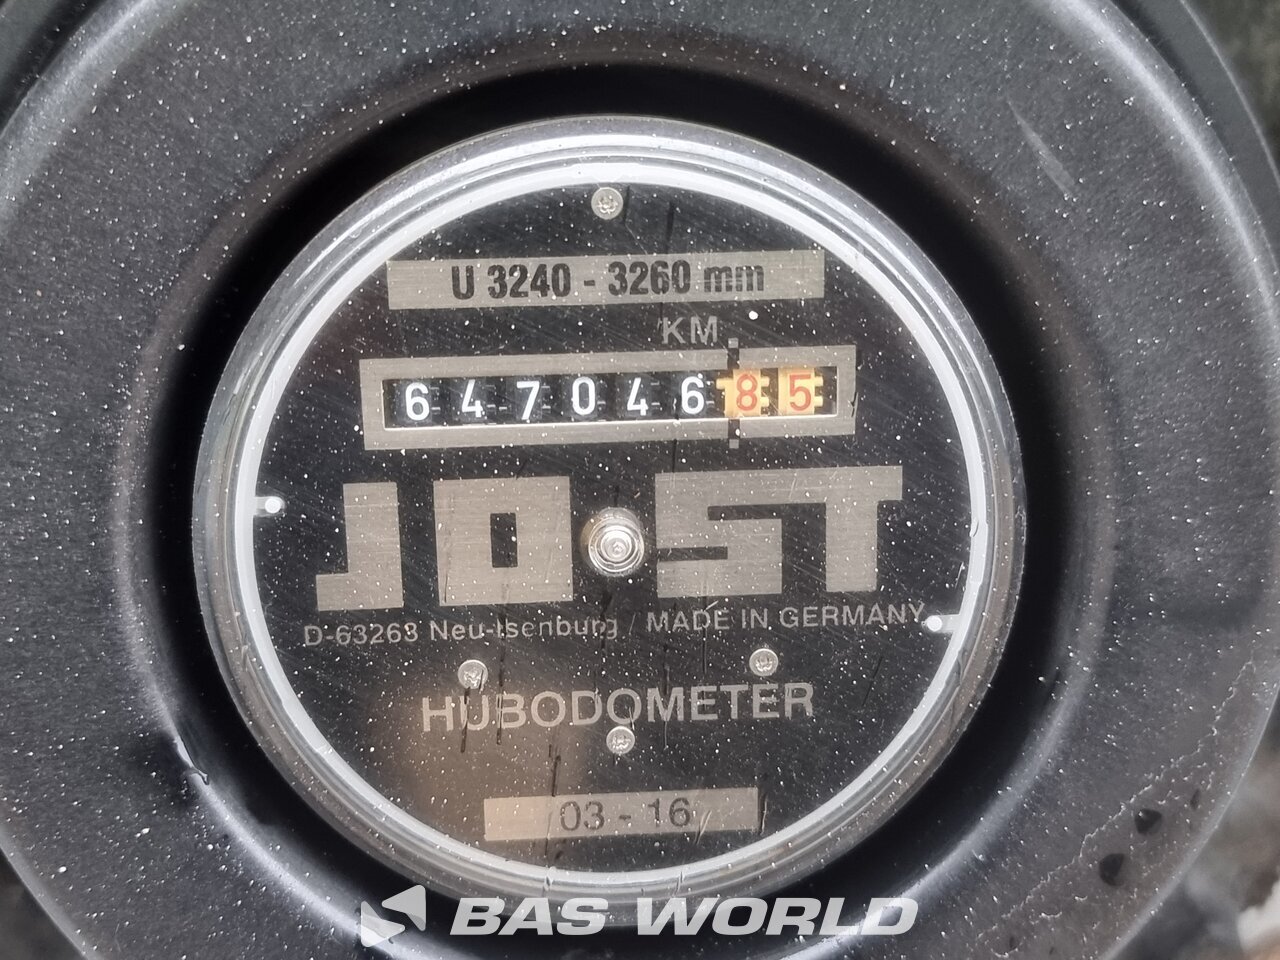 U 3240 - 3260 mm
KM
64704685
JOST
D-63263 Neu-Isenburg / MADE IN GERMANY
HUBODOMETER
03 - 16
BAS WORLD